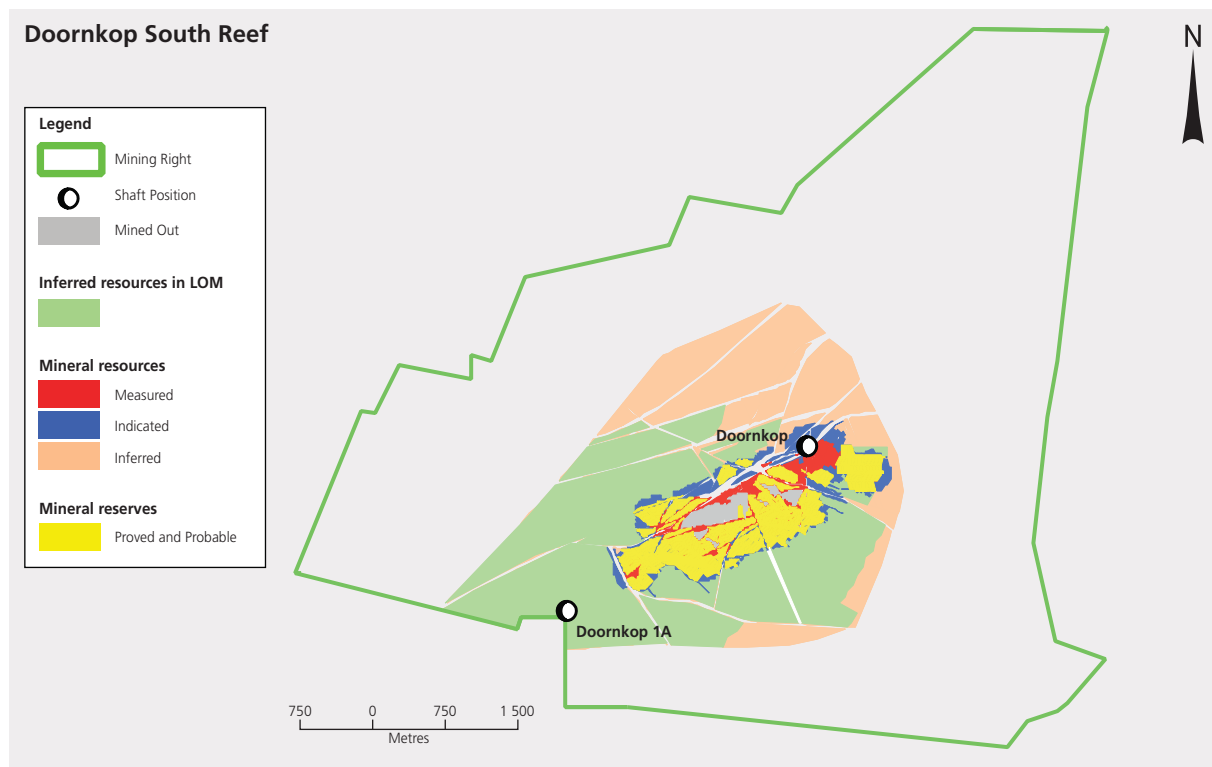 Doornkop South Reef
N
Legend
Mining Right
Shaft Position
Mined Out
Inferred resources in LOM
Mineral resources
Measured
Indicated
Inferred
Mineral reserves
Proved and Probable
Doornkop
Doornkop 1A
750 0 750 1 500
Metres